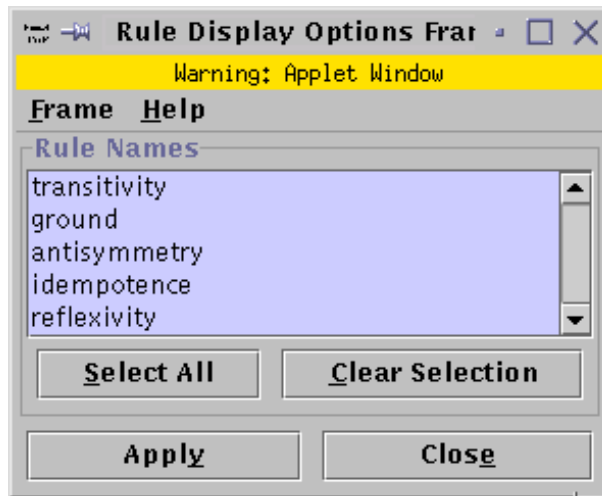 Rule Display Options Frar
Warning: Applet Window
Frame Help
Rule Names
transitivity
ground
antisymmetry
idempotence
reflexivity
Select All Clear Selection
Apply Close